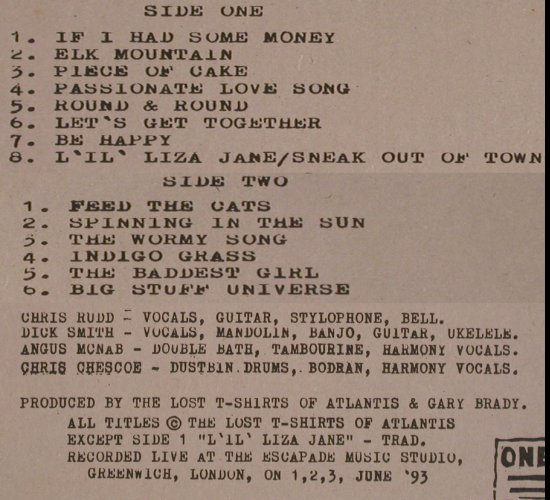 SIDE ONE
1. IF I HAD SOME MONEY
2. ELK MOUNTAIN
3. PIECE OF CAKE
4. PASSIONATE LOVE SONG
5. ROUND & ROUND
6. LET`S GET TOGETHER
7. BE HAPPY
8. L`IL` LIZA JANE/SNEAK OUT OF TOWN
SIDE TWO
1. FEED THE CATS
2. SPINNING IN THE SUN
3. THE WORMY SONG
4. INDIGO GRASS
5. THE BADDEST GIRL
6. BIG STUFF UNIVERSE
CHRIS RUDD - VOCALS, GUITAR, STYLOPHONE, BELL.
DICK SMITH - VOCALS, MANDOLIN, BANJO, GUITAR, UKELELE.
ANGUS MCNAB - DOUBLE BATH, TAMBOURINE, HARMONY VOCALS.
CHRIS CHESCOE - DUSTBIN DRUMS, BODRAN, HARMONY VOCALS.
PRODUCED BY THE LOST T-SHIRTS OF ATLANTIS & GARY BRADY.
ALL TITLES © THE LOST T-SHIRTS OF ATLANTIS
EXCEPT SIDE 1 "L`IL` LIZA JANE" - TRAD.
RECORDED LIVE AT THE ESCAPADE MUSIC STUDIO,
GREENWICH, LONDON, ON 1,2,3, JUNE `93
ONE